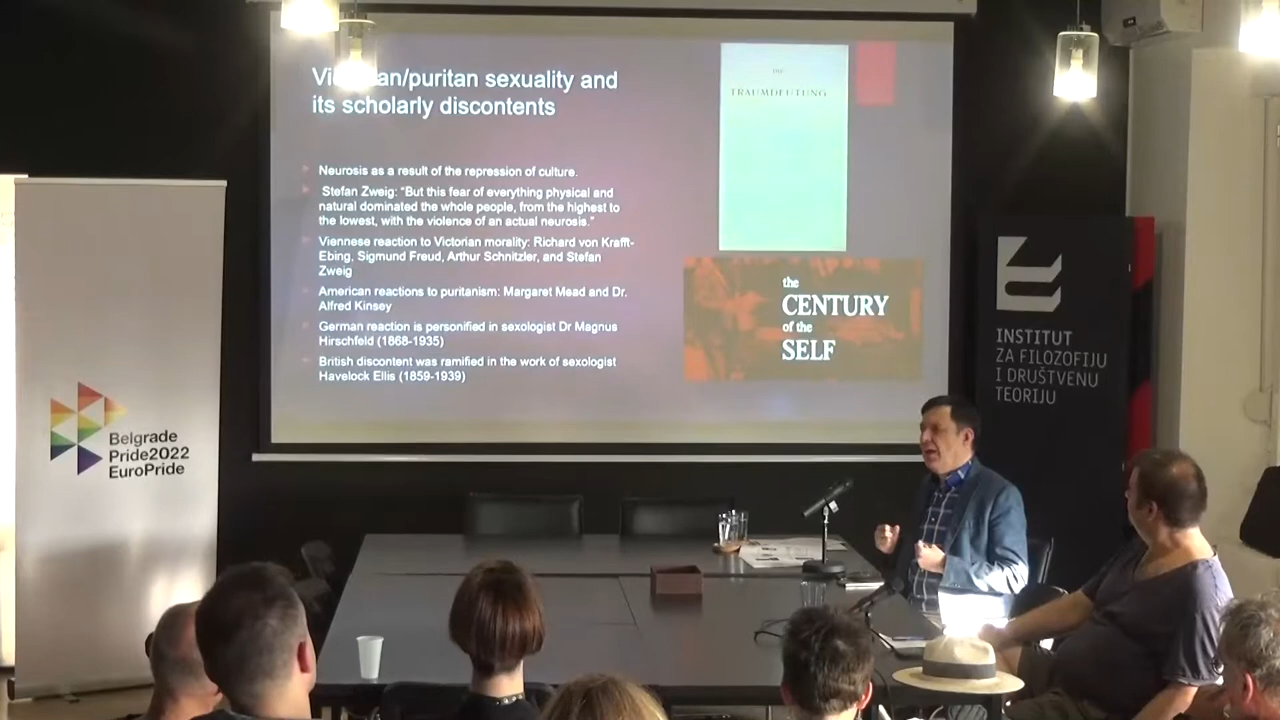 Vi an/puritan sexuality and
its scholarly discontents
Neurosis as a result of the repression of culture.
Stefan Zweig: "But this fear of everything physical and
natural dominated the whole people, from the highest to
the lowest, with the violence of an actual neurosis."
Viennese reaction to Victorian morality: Richard von Krafft-
Ebing, Sigmund Freud, Arthur Schnitzler, and Stefan
Zweig
American reactions to puritanism: Margaret Mead and Dr.
Alfred Kinsey
German reaction is personified in sexologist Dr Magnus
Hirschfeld (1868-1935)
British discontent was ramified in the work of sexologist
Havelock Ellis (1859-1939)
DIE
TRAUMDEUTUNG
the
CENTURY
of the
SELF
INSTITUT
ZA FILOZOFIJU
I DRUŠTVENU
TEORIJU
Belgrade
Pride2022
EuroPride